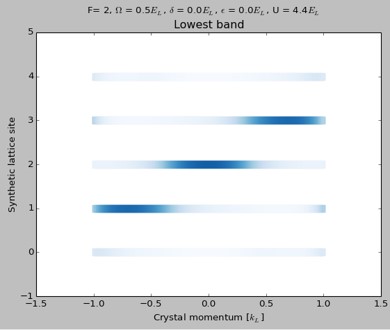 F= 2, Ω = 0.5E_L, δ = 0.0E_L, ϵ = 0.0E_L, U = 4.4E_L
Lowest band
5
4
3
2
1
0
−1
Synthetic lattice site
−1.5 −1.0 −0.5 0.0 0.5 1.0 1.5
Crystal momentum [k_L]